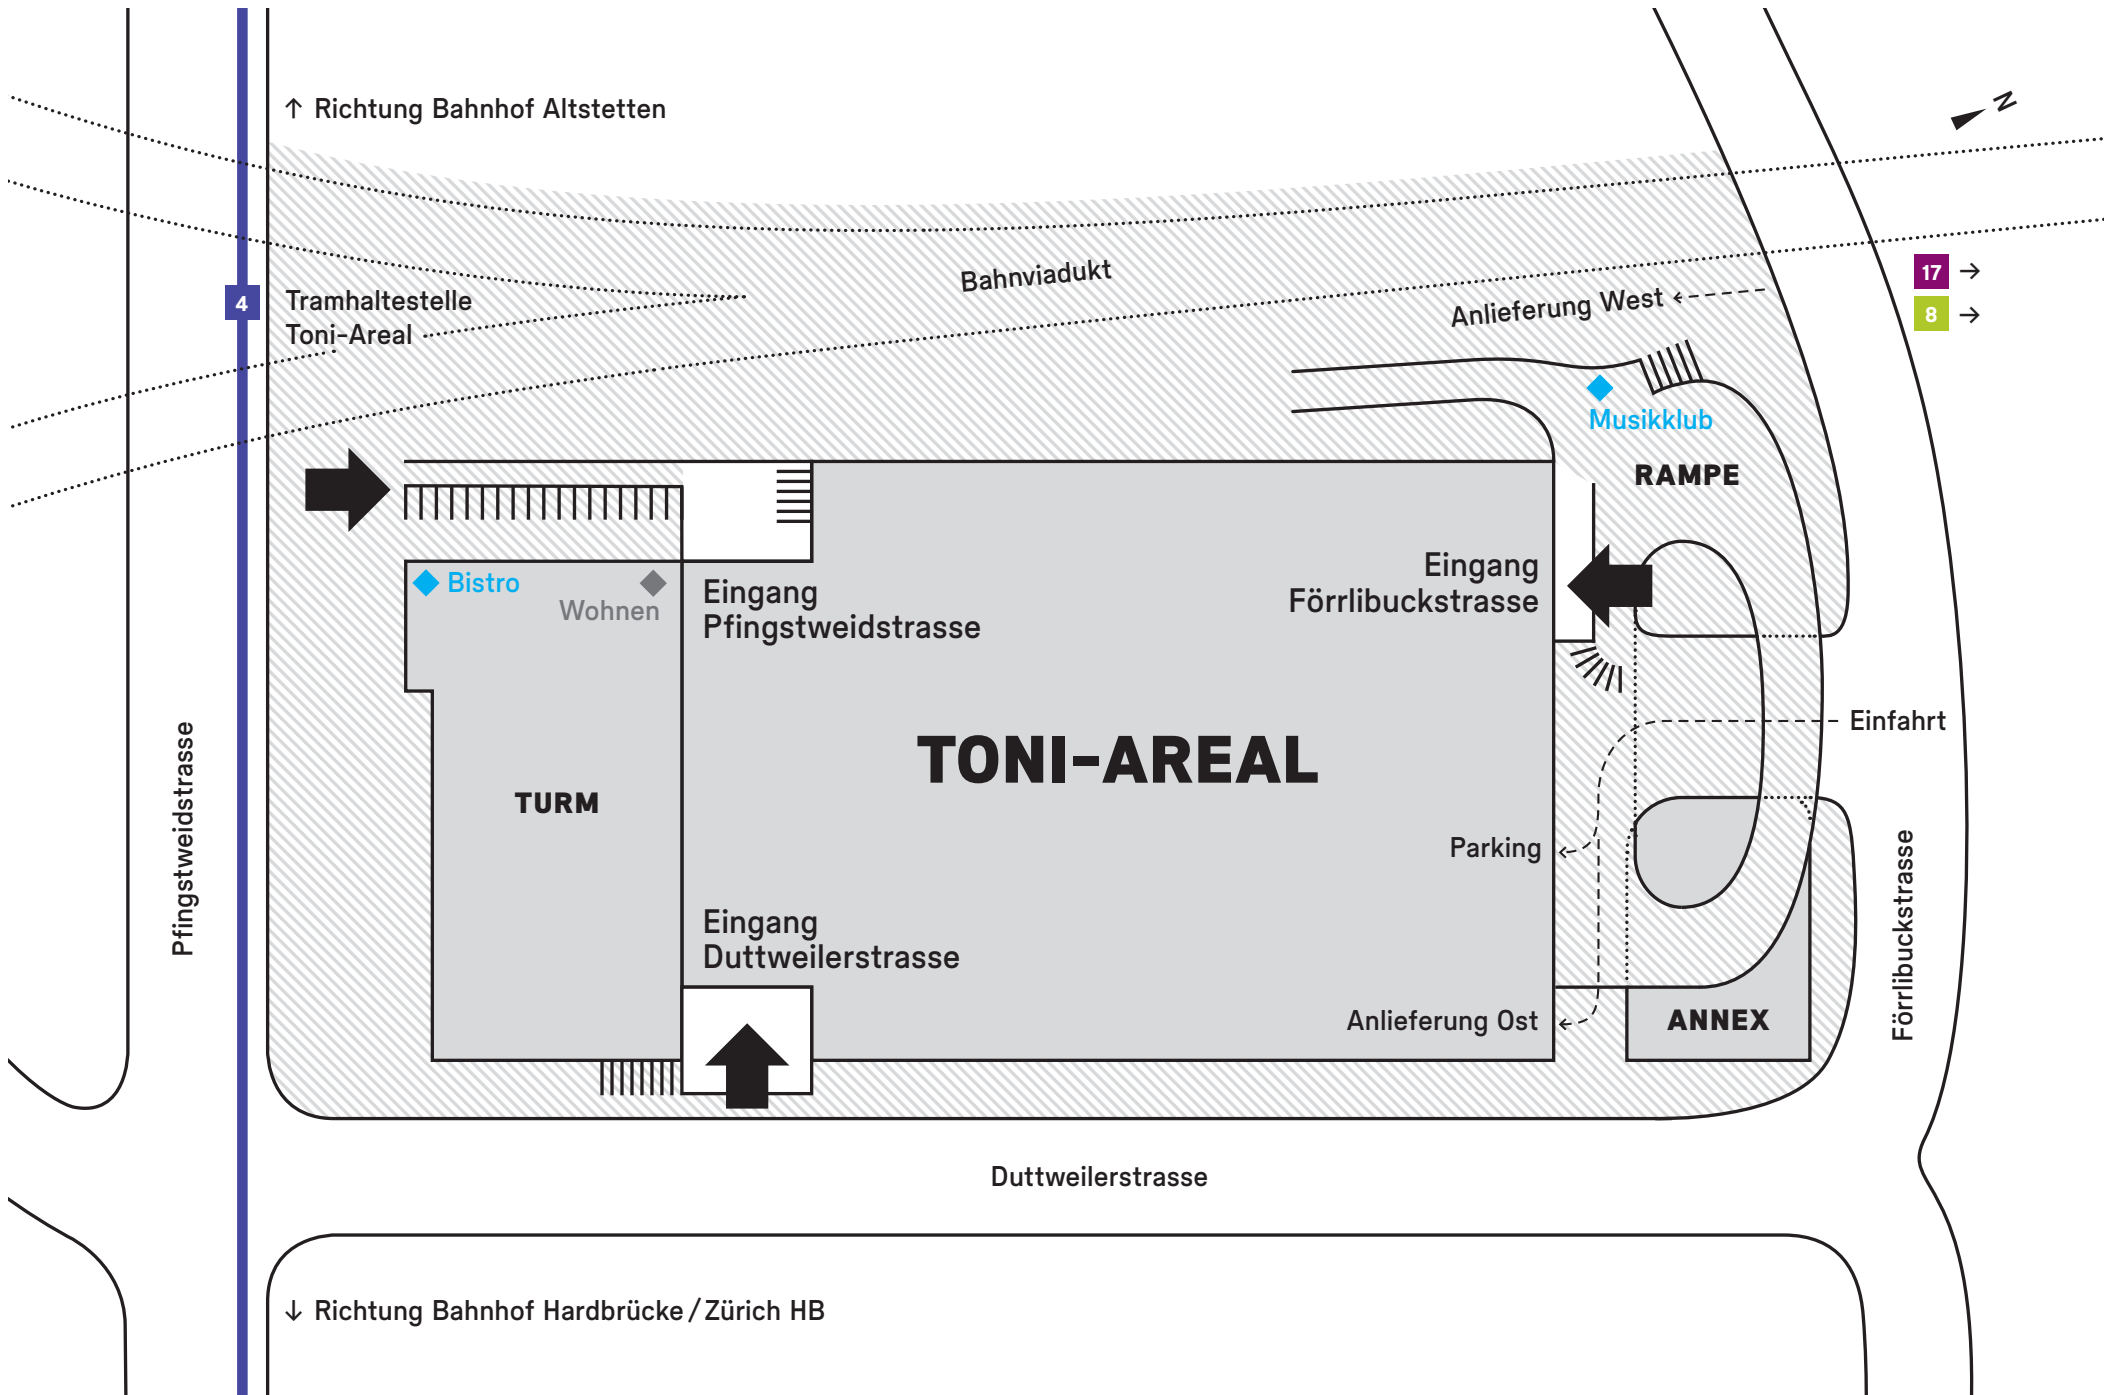 ↑ Richtung Bahnhof Altstetten
N
Bahnviadukt
17 →
8 →
4
Tramhaltestelle
Toni-Areal
Anlieferung West
Musikklub
RAMPE
Bistro
Wohnen
Eingang
Pfingstweidstrasse
Eingang
Förrlibuckstrasse
Einfahrt
TONI-AREAL
TURM
Pfingstweidstrasse
Parking
Förrlibuckstrasse
Eingang
Duttweilerstrasse
Anlieferung Ost
ANNEX
Duttweilerstrasse
↓ Richtung Bahnhof Hardbrücke / Zürich HB